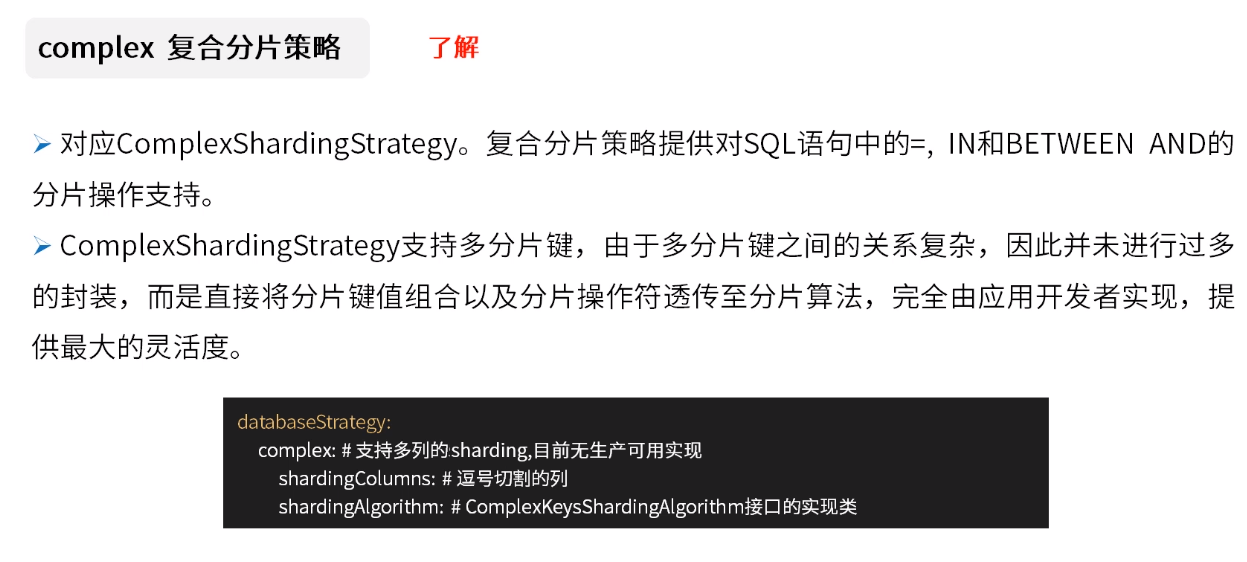 complex 复合分片策略
了解
➢ 对应ComplexShardingStrategy。复合分片策略提供对SQL语句中的=, IN和BETWEEN AND的
分片操作支持。
➢ ComplexShardingStrategy支持多分片键，由于多分片键之间的关系复杂，因此并未进行过多
的封装，而是直接将分片键值组合以及分片操作符透传至分片算法，完全由应用开发者实现，提
供最大的灵活度。
databaseStrategy:
complex: # 支持多列的sharding,目前无生产可用实现
shardingColumns: # 逗号切割的列
shardingAlgorithm: # ComplexKeysShardingAlgorithm接口的实现类